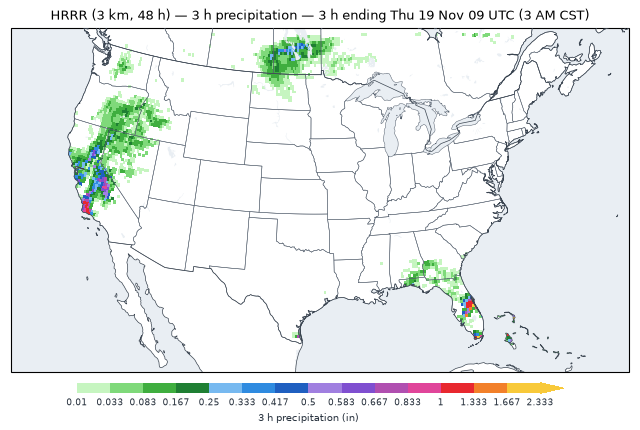 HRRR (3 km, 48 h) — 3 h precipitation — 3 h ending Thu 19 Nov 09 UTC (3 AM CST)
0.01 0.033 0.083 0.167 0.25 0.333 0.417 0.5 0.583 0.667 0.833 1 1.333 1.667 2.333
3 h precipitation (in)